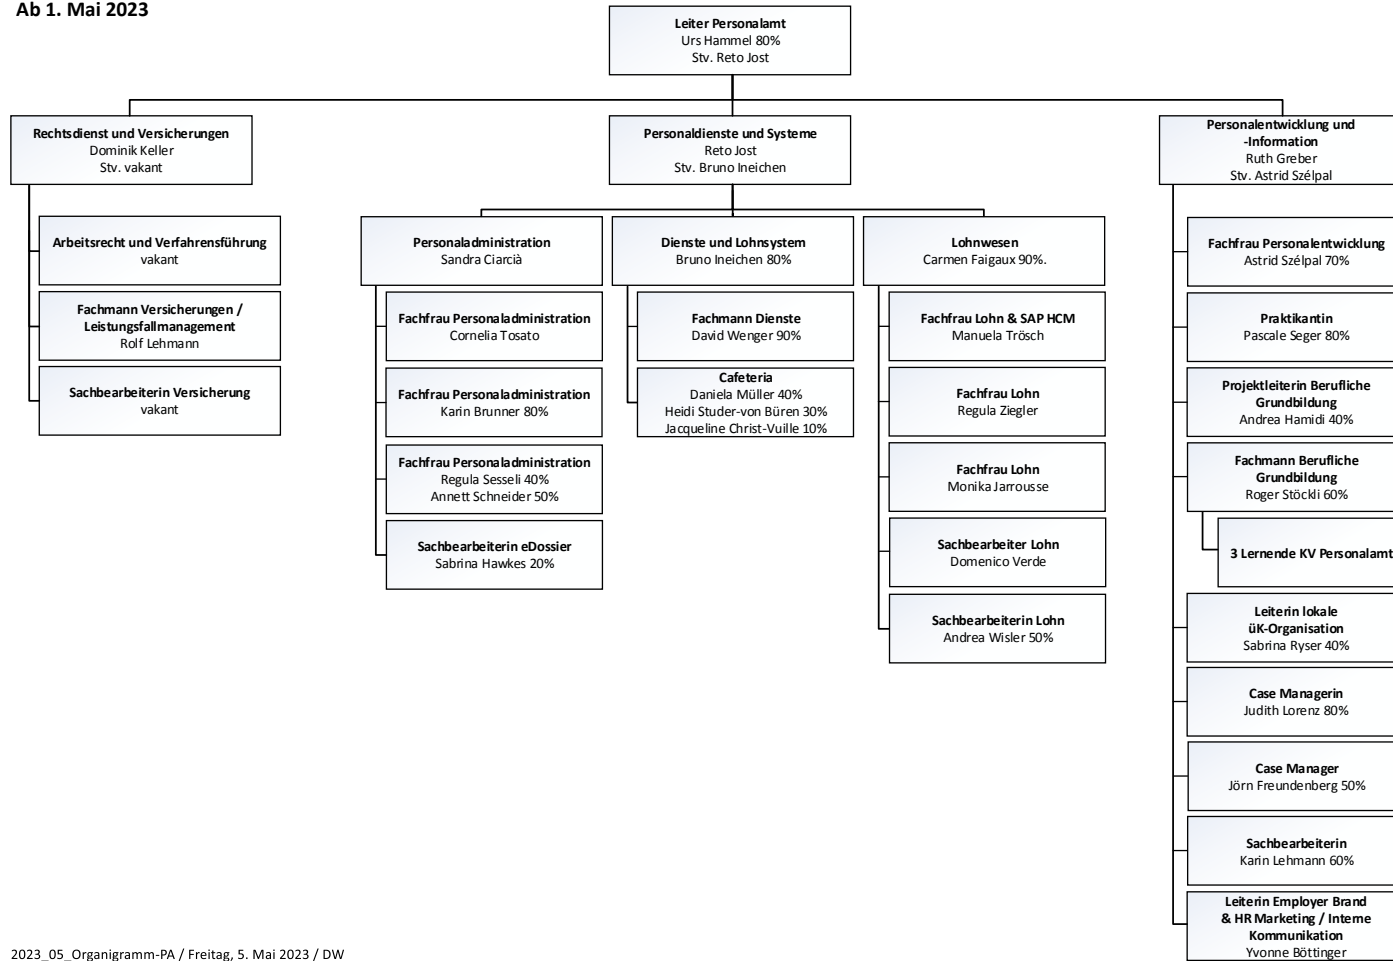 Ab 1. Mai 2023
Leiter Personalamt
Urs Hammel 80%
Stv. Reto Jost
Rechtsdienst und Versicherungen
Dominik Keller
Stv. vakant
Arbeitsrecht und Verfahrensführung
vakant
Fachmann Versicherungen /
Leistungsfallmanagement
Rolf Lehmann
Sachbearbeiterin Versicherung
vakant
Personaldienste und Systeme
Reto Jost
Stv. Bruno Ineichen
Personaladministration
Sandra Ciarcià
Fachfrau Personaladministration
Cornelia Tosato
Fachfrau Personaladministration
Karin Brunner 80%
Fachfrau Personaladministration
Regula Sesseli 40%
Annett Schneider 50%
Sachbearbeiterin eDossier
Sabrina Hawkes 20%
Dienste und Lohnsystem
Bruno Ineichen 80%
Fachmann Dienste
David Wenger 90%
Cafeteria
Daniela Müller 40%
Heidi Studer-von Büren 30%
Jacqueline Christ-Vuille 10%
Lohnwesen
Carmen Faigaux 90%.
Fachfrau Lohn & SAP HCM
Manuela Trösch
Fachfrau Lohn
Regula Ziegler
Fachfrau Lohn
Monika Jarrousse
Sachbearbeiter Lohn
Domenico Verde
Sachbearbeiterin Lohn
Andrea Wisler 50%
Personalentwicklung und
-Information
Ruth Greber
Stv. Astrid Szélpal
Fachfrau Personalentwicklung
Astrid Szélpal 70%
Praktikantin
Pascale Seger 80%
Projektleiterin Berufliche
Grundbildung
Andrea Hamidi 40%
Fachmann Berufliche
Grundbildung
Roger Stöckli 60%
3 Lernende KV Personalamt
Leiterin lokale
üK-Organisation
Sabrina Ryser 40%
Case Managerin
Judith Lorenz 80%
Case Manager
Jörn Freundenberg 50%
Sachbearbeiterin
Karin Lehmann 60%
Leiterin Employer Brand
& HR Marketing / Interne
Kommunikation
Yvonne Böttinger
2023_05_Organigramm-PA / Freitag, 5. Mai 2023 / DW